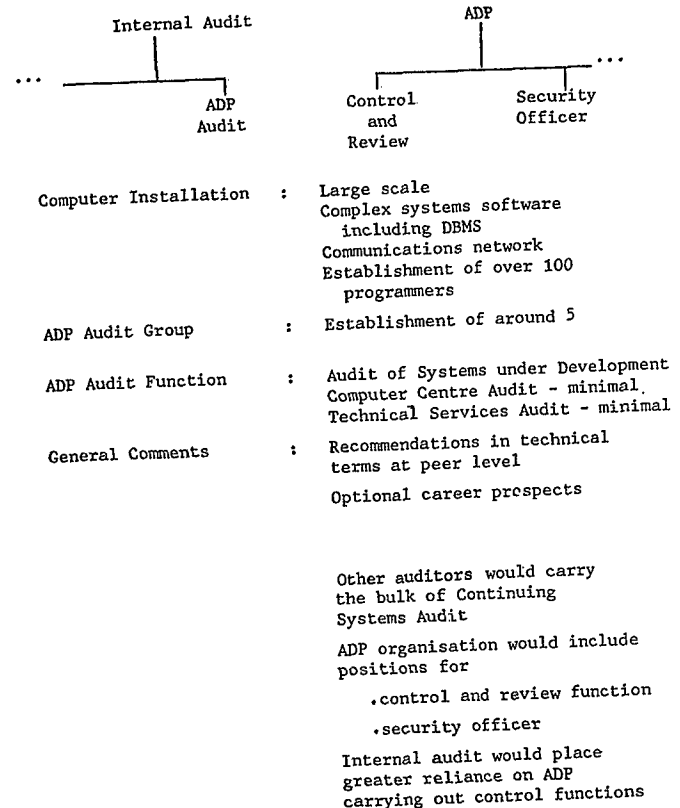 Internal Audit
ADP
...
...
ADP
Audit
Control
and
Review
Security
Officer
Computer Installation : Large scale
Complex systems software
including DBMS
Communications network
Establishment of over 100
programmers
ADP Audit Group : Establishment of around 5
ADP Audit Function : Audit of Systems under Development
Computer Centre Audit - minimal.
Technical Services Audit - minimal
General Comments : Recommendations in technical
terms at peer level
Optional career prospects
Other auditors would carry
the bulk of Continuing
Systems Audit
ADP organisation would include
positions for
.control and review function
.security officer
Internal audit would place
greater reliance on ADP
carrying out control functions